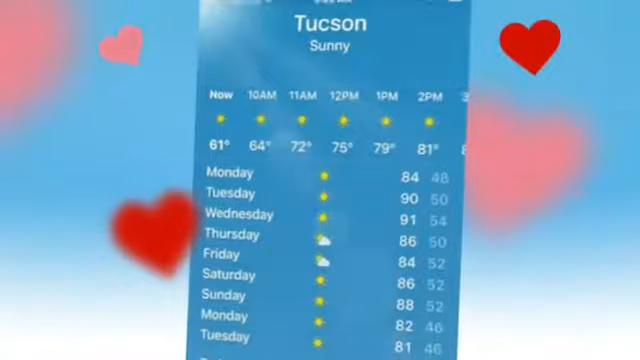 Tucson
Sunny
Now 10AM 11AM 12PM 1PM 2PM
61° 64° 72° 75° 79° 81°
Monday 84 48
Tuesday 90 50
Wednesday 91 54
Thursday 86 50
Friday 84 52
Saturday 86 52
Sunday 88 52
Monday 82 46
Tuesday 81 46